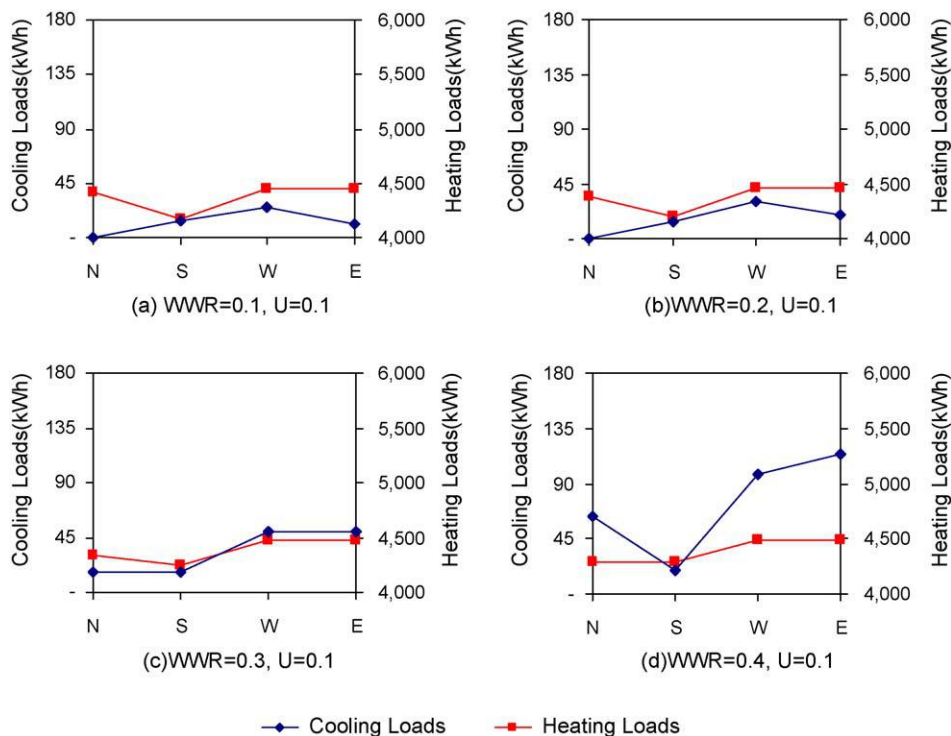 180 6,000 180 6,000
135 5,500 135 5,500
90 5,000 90 5,000
45 4,500 45 4,500
- 4,000 - 4,000
Cooling Loads(kWh) Heating Loads(kWh) Cooling Loads(kWh) Heating Loads(kWh)
N S W E N S W E
(a) WWR=0.1, U=0.1 (b)WWR=0.2, U=0.1
180 6,000 180 6,000
135 5,500 135 5,500
90 5,000 90 5,000
45 4,500 45 4,500
- 4,000 - 4,000
Cooling Loads(kWh) Heating Loads(kWh) Cooling Loads(kWh) Heating Loads(kWh)
N S W E N S W E
(c)WWR=0.3, U=0.1 (d)WWR=0.4, U=0.1
Cooling Loads Heating Loads